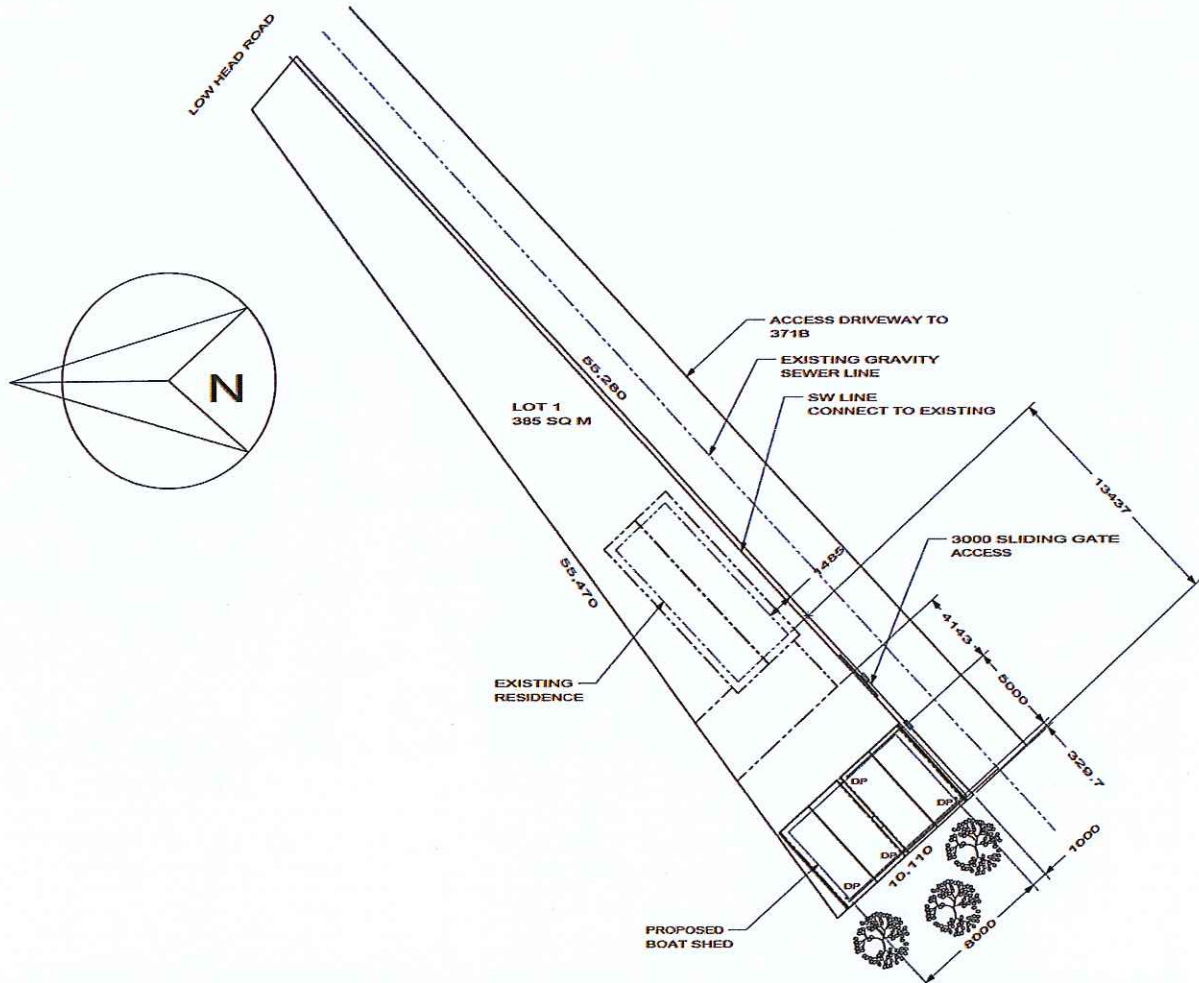 LOW HEAD ROAD
ACCESS DRIVEWAY TO
371B
EXISTING GRAVITY
SEWER LINE
SW LINE
CONNECT TO EXISTING
55.280
LOT 1
385 SQ M
N
13437
3000 SLIDING GATE
ACCESS
1485
55.470
4143
5000
329.7
EXISTING
RESIDENCE
DP
DP
DP
DP
10.110
1000
8000
PROPOSED
BOAT SHED